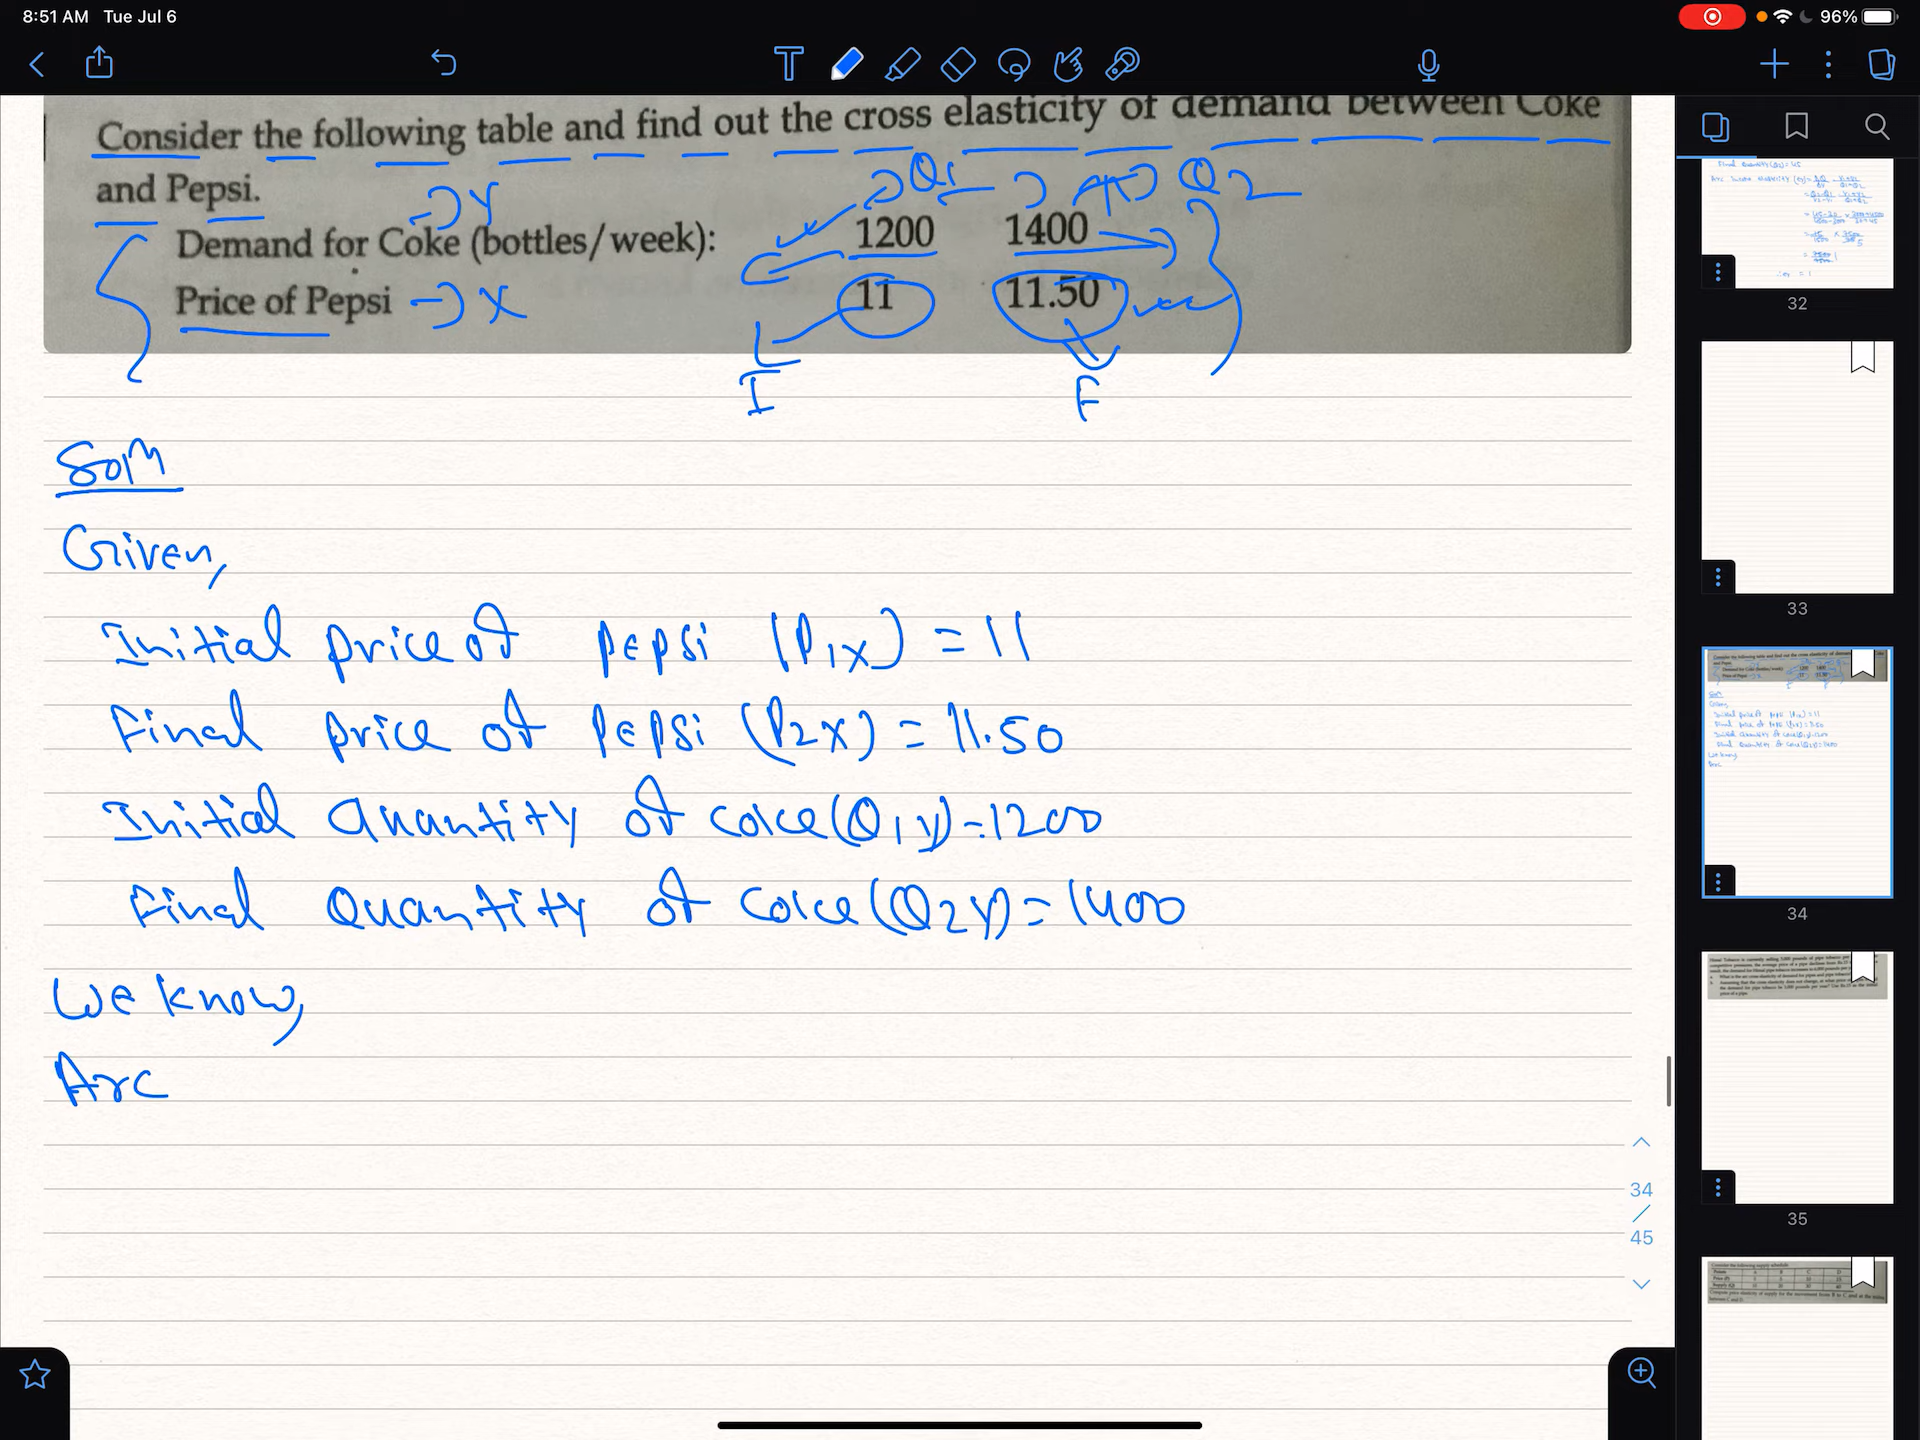 8:51 AM Tue Jul 6
96%
Consider the following table and find out the cross elasticity of demand between Coke
and Pepsi.
→ y
Q1
Q2
Demand for Coke (bottles/week): 1200 1400
Price of Pepsi → x 11 11.50
I F
Soln
Given,
Initial price of pepsi (P1x) = 11
Final price of pepsi (P2x) = 11.50
Initial Quantity of coke (Q1y) = 1200
Final Quantity of coke (Q2y) = 1400
We know,
Arc
34
/
45
32
33
34
35